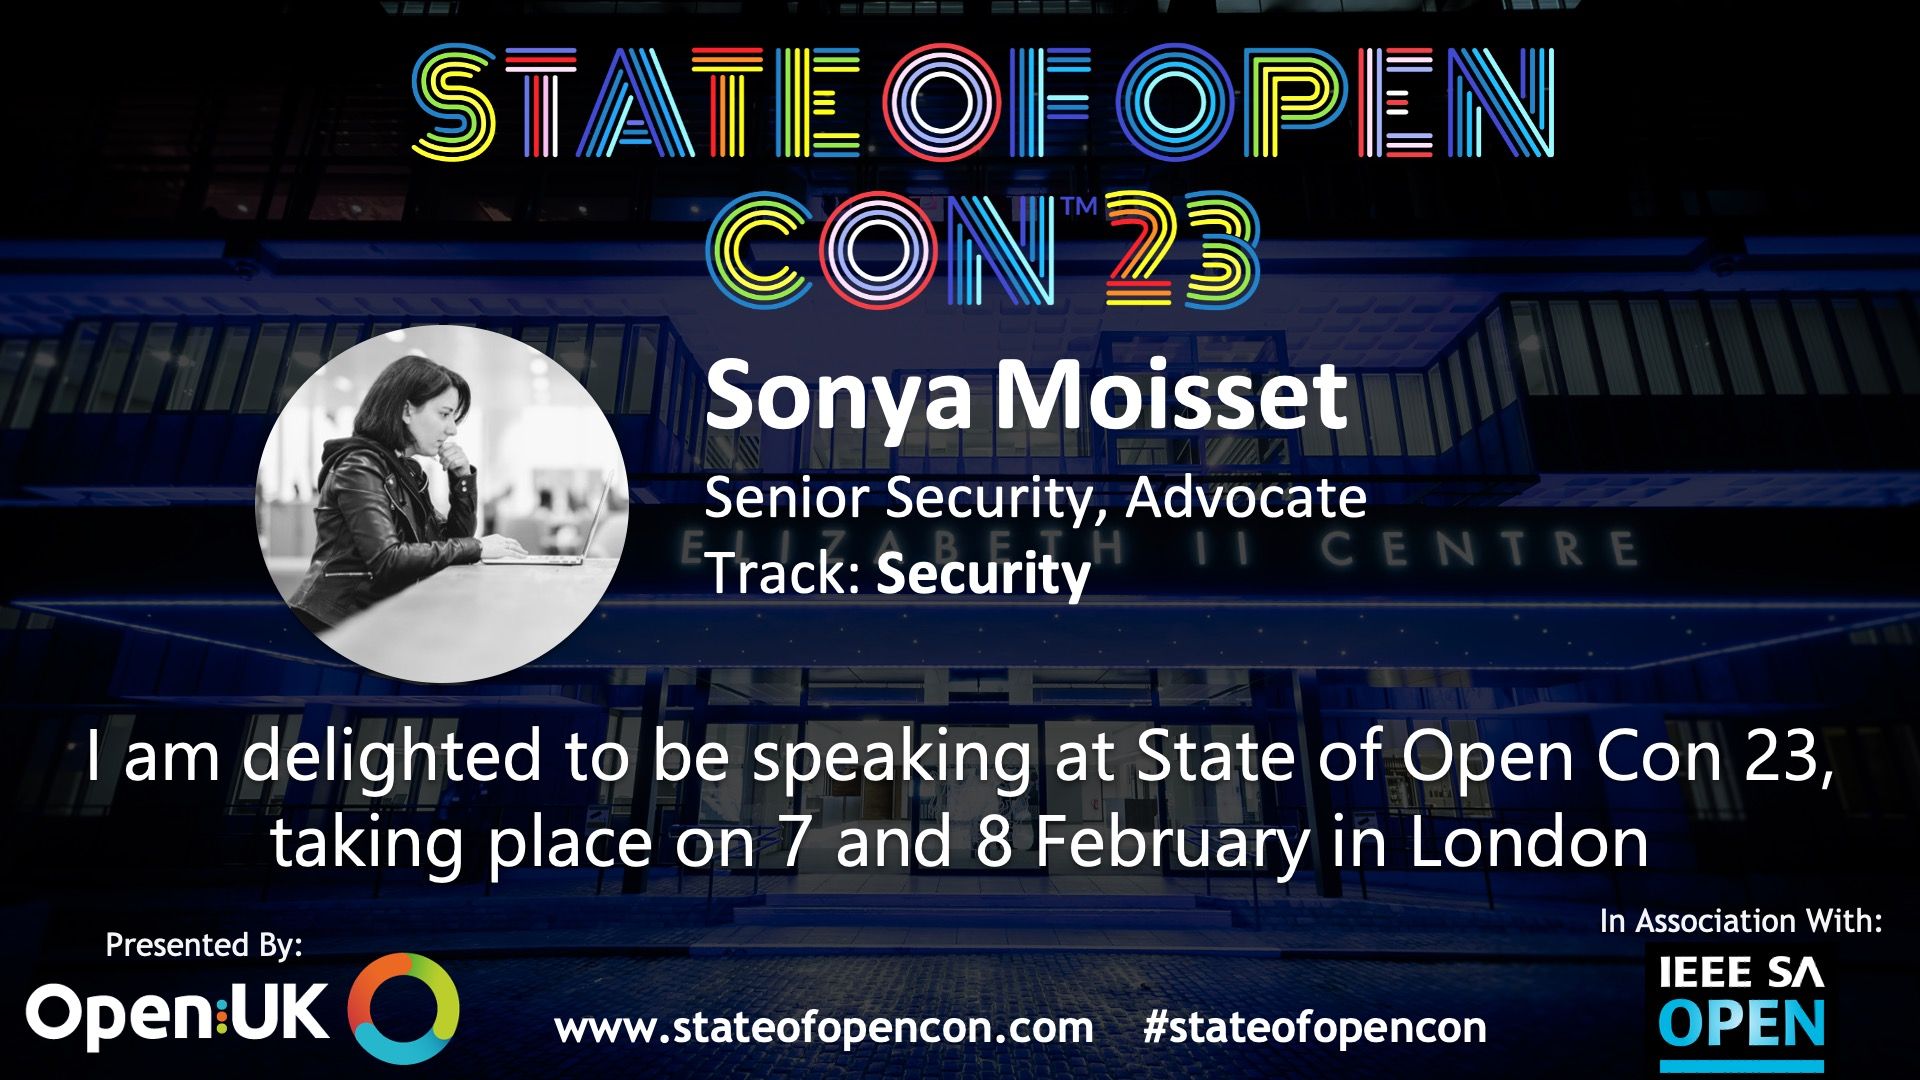 STATE OF OPEN
CON™ 23
Sonya Moisset
Senior Security, Advocate
ELIZABETH II CENTRE
Track: Security
I am delighted to be speaking at State of Open Con 23,
taking place on 7 and 8 February in London
In Association With:
Presented By:
IEEE SA
OPEN
Open:UK
www.stateofopencon.com #stateofopencon